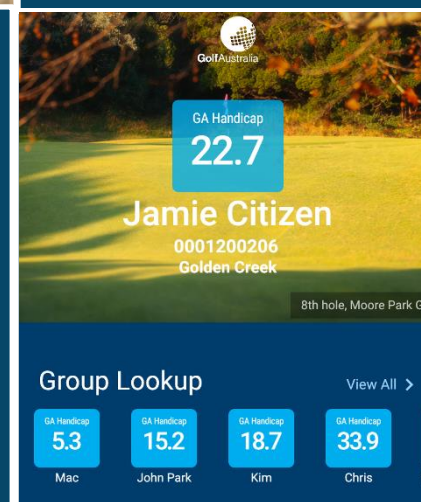 GolfAustralia
GA Handicap
22.7
Jamie Citizen
0001200206
Golden Creek
8th hole, Moore Park G
Group Lookup
View All >
GA Handicap GA Handicap GA Handicap GA Handicap
5.3 15.2 18.7 33.9
Mac John Park Kim Chris